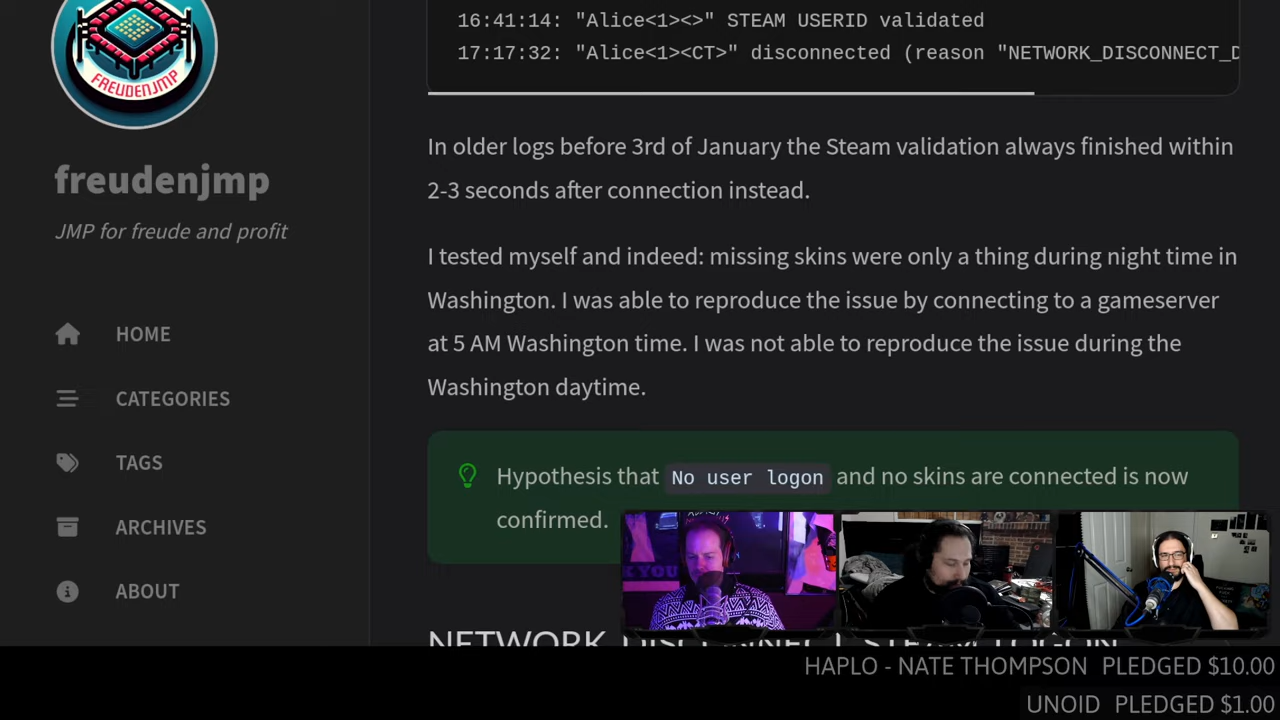 16:41:14: "Alice<1><>" STEAM USERID validated
17:17:32: "Alice<1><CT>" disconnected (reason "NETWORK_DISCONNECT_D
FREUDENJMP
freudenjmp
JMP for freude and profit
HOME
CATEGORIES
TAGS
ARCHIVES
ABOUT
In older logs before 3rd of January the Steam validation always finished within
2-3 seconds after connection instead.
I tested myself and indeed: missing skins were only a thing during night time in
Washington. I was able to reproduce the issue by connecting to a gameserver
at 5 AM Washington time. I was not able to reproduce the issue during the
Washington daytime.
Hypothesis that No user logon and no skins are connected is now
confirmed.
NETWORK_DISCONNECT_STEAM_LOGON
HAPLO - NATE THOMPSON PLEDGED $10.00
UNOID PLEDGED $1.00